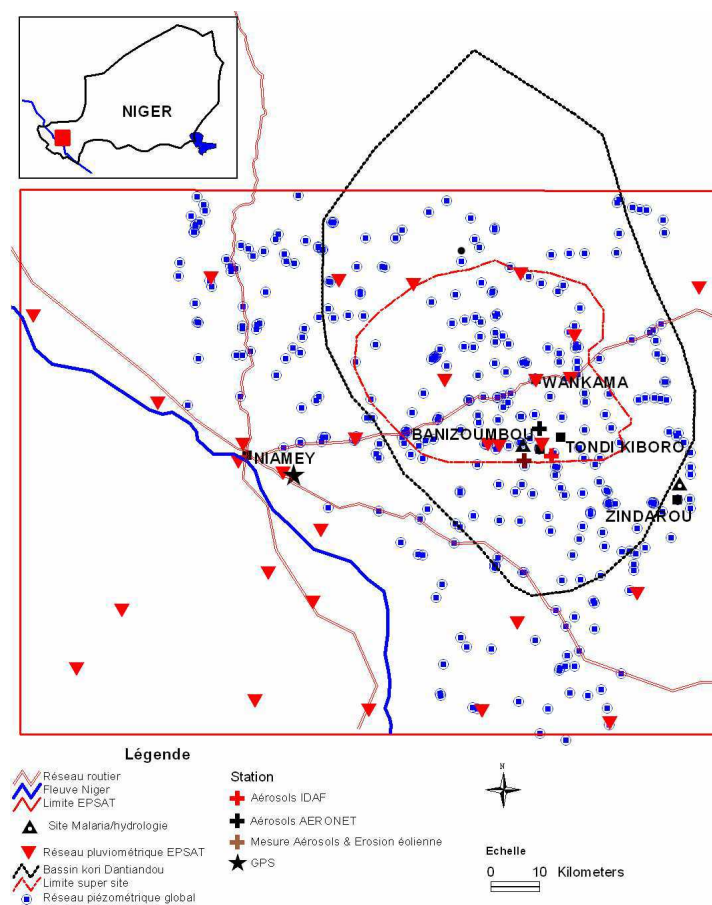 NIGER
WANKAMA
BANIZOUMBOU
TONDI KIBORO
NIAMEY
ZINDAROU
Légende
Réseau routier
Fleuve Niger
Limite EPSAT
Site Malaria/hydrologie
Réseau pluviométrique EPSAT
Bassin kori Dantiandou
Limite super site
Réseau piézométrique global
Station
Aérosols IDAF
Aérosols AERONET
Mesure Aérosols & Erosion éolienne
GPS
N
Echelle
0 10 Kilometers